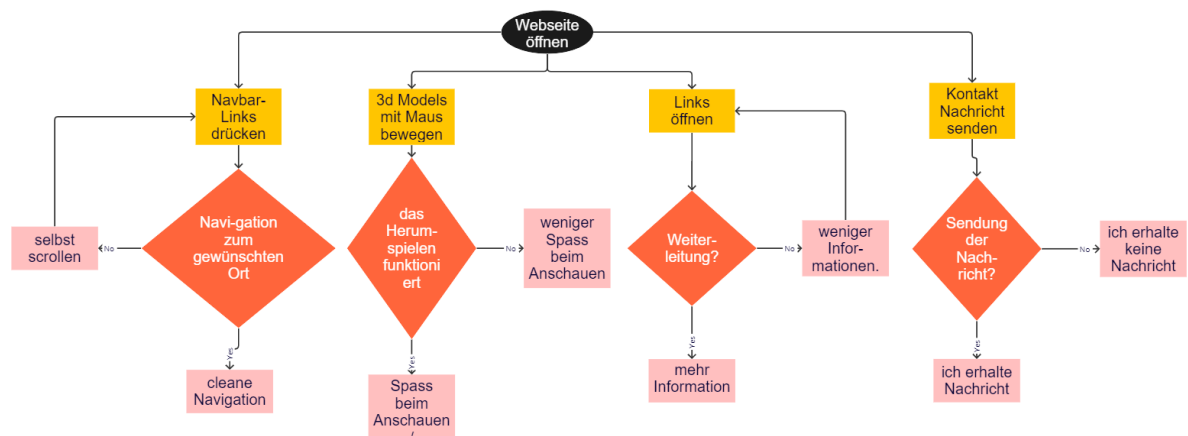 Webseite
öffnen
Navbar-
Links
drücken
3d Models
mit Maus
bewegen
Links
öffnen
Kontakt
Nachricht
senden
selbst
scrollen
No
Navi-gation
zum
gewünschten
Ort
das
Herum-
spielen
funktioni
ert
No
weniger
Spass
beim
Anschauen
Weiter-
leitung?
No
weniger
Infor-
mationen.
Sendung
der
Nach-
richt?
No
ich erhalte
keine
Nachricht
Yes
cleane
Navigation
Yes
Spass
beim
Anschauen
Yes
mehr
Information
Yes
ich erhalte
Nachricht